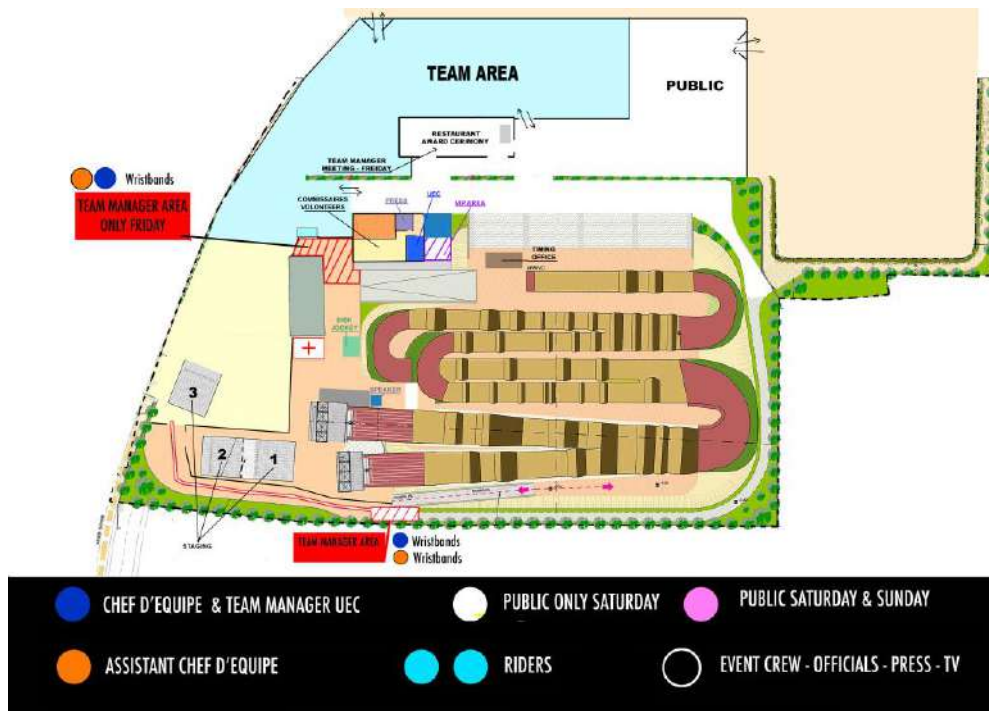 TEAM AREA
PUBLIC
RESTAURANT
AWARD CEREMONY
TEAM MANAGER
MEETING - FREIDAY
Wristbands
TEAM MANAGER AREA
ONLY FRIDAY
COMMISSAIRES
VOLUNTEERS
PRESS
UEC
TIMING
OFFICE
DISK
JOCKEY
SPEAKER
3
2
1
STAGING
TEAM MANAGER AREA
Wristbands
Wristbands
CHEF D'EQUIPE & TEAM MANAGER UEC
PUBLIC ONLY SATURDAY
PUBLIC SATURDAY & SUNDAY
ASSISTANT CHEF D'EQUIPE
RIDERS
EVENT CREW - OFFICIALS - PRESS - TV